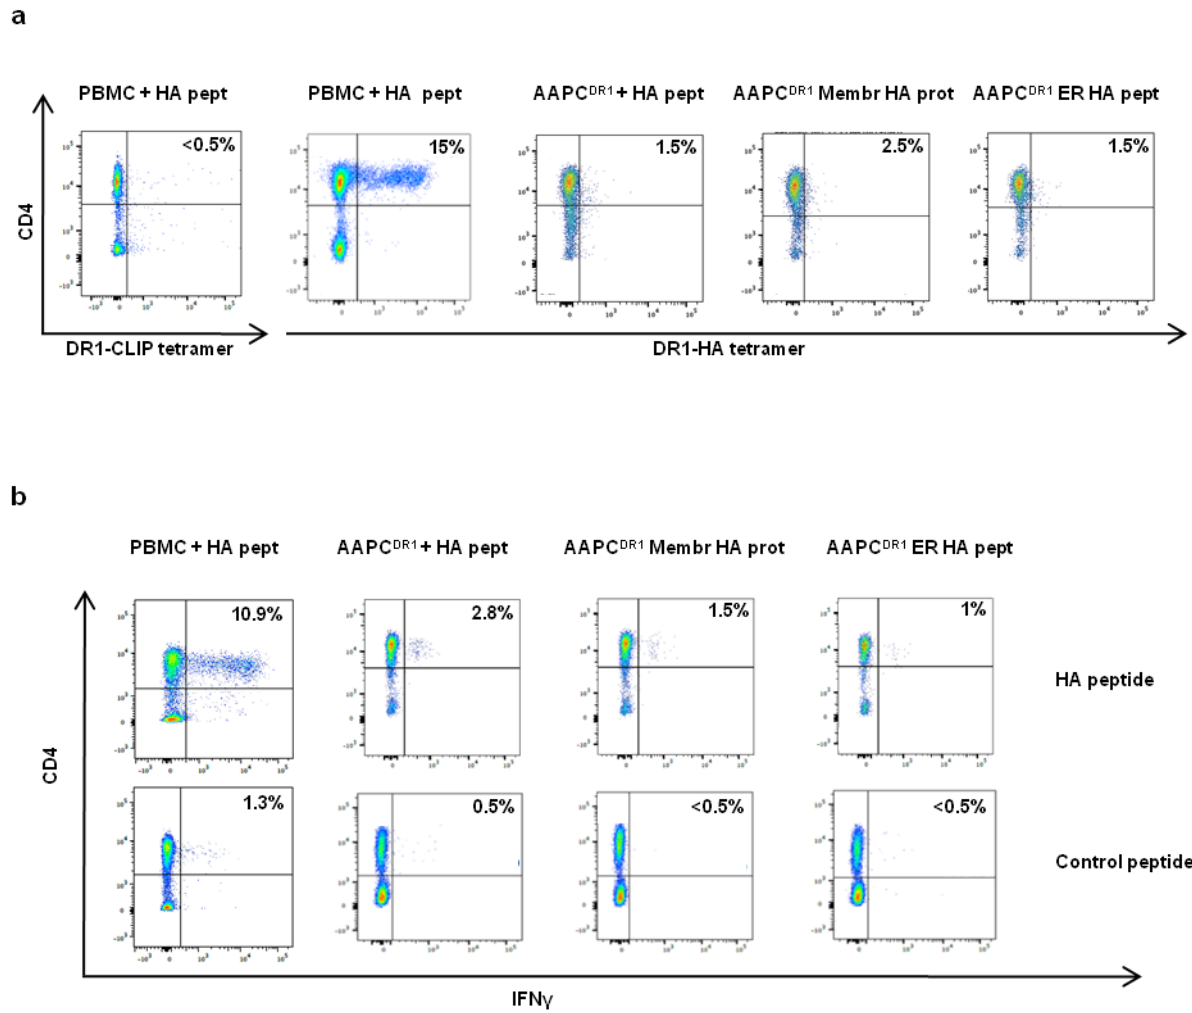 a
PBMC + HA pept
PBMC + HA pept
AAPCDR1 + HA pept
AAPCDR1 Membr HA prot
AAPCDR1 ER HA pept
<0.5%
15%
1.5%
2.5%
1.5%
CD4
DR1-CLIP tetramer
DR1-HA tetramer
b
PBMC + HA pept
AAPCDR1 + HA pept
AAPCDR1 Membr HA prot
AAPCDR1 ER HA pept
10.9%
2.8%
1.5%
1%
HA peptide
CD4
1.3%
0.5%
<0.5%
<0.5%
Control peptide
IFNγ